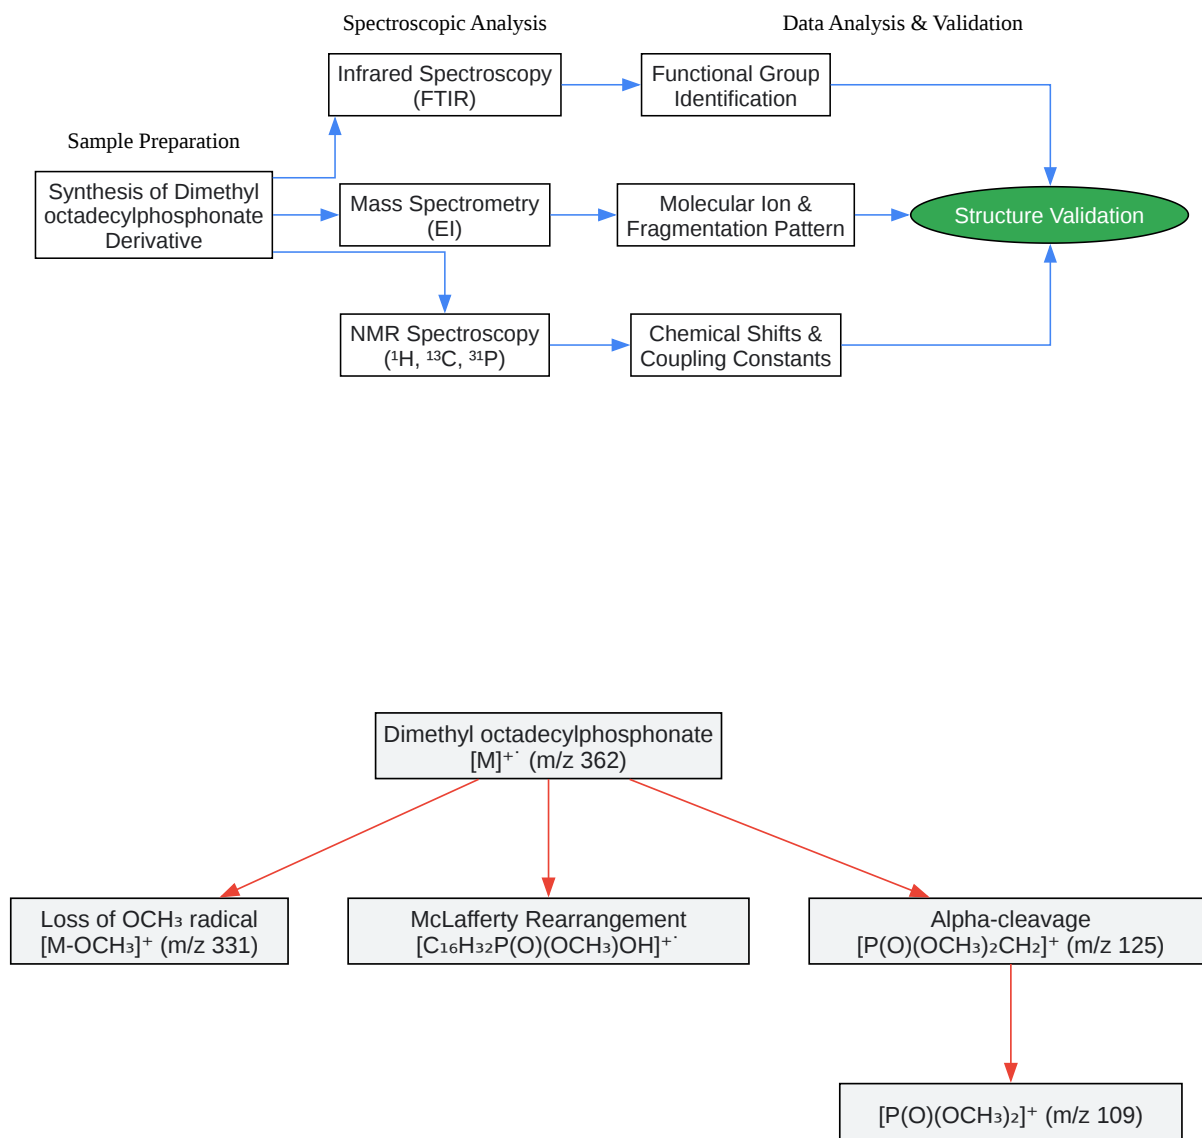 Spectroscopic Analysis
Data Analysis & Validation
Infrared Spectroscopy
(FTIR)
Functional Group
Identification
Sample Preparation
Synthesis of Dimethyl
octadecylphosphonate
Derivative
Mass Spectrometry
(EI)
Molecular Ion &
Fragmentation Pattern
Structure Validation
NMR Spectroscopy
(¹H, ¹³C, ³¹P)
Chemical Shifts &
Coupling Constants
Dimethyl octadecylphosphonate
[M]⁺˙ (m/z 362)
Loss of OCH₃ radical
[M-OCH₃]⁺ (m/z 331)
McLafferty Rearrangement
[C₁₆H₃₂P(O)(OCH₃)OH]⁺˙
Alpha-cleavage
[P(O)(OCH₃)₂CH₂]⁺ (m/z 125)
[P(O)(OCH₃)₂]⁺ (m/z 109)